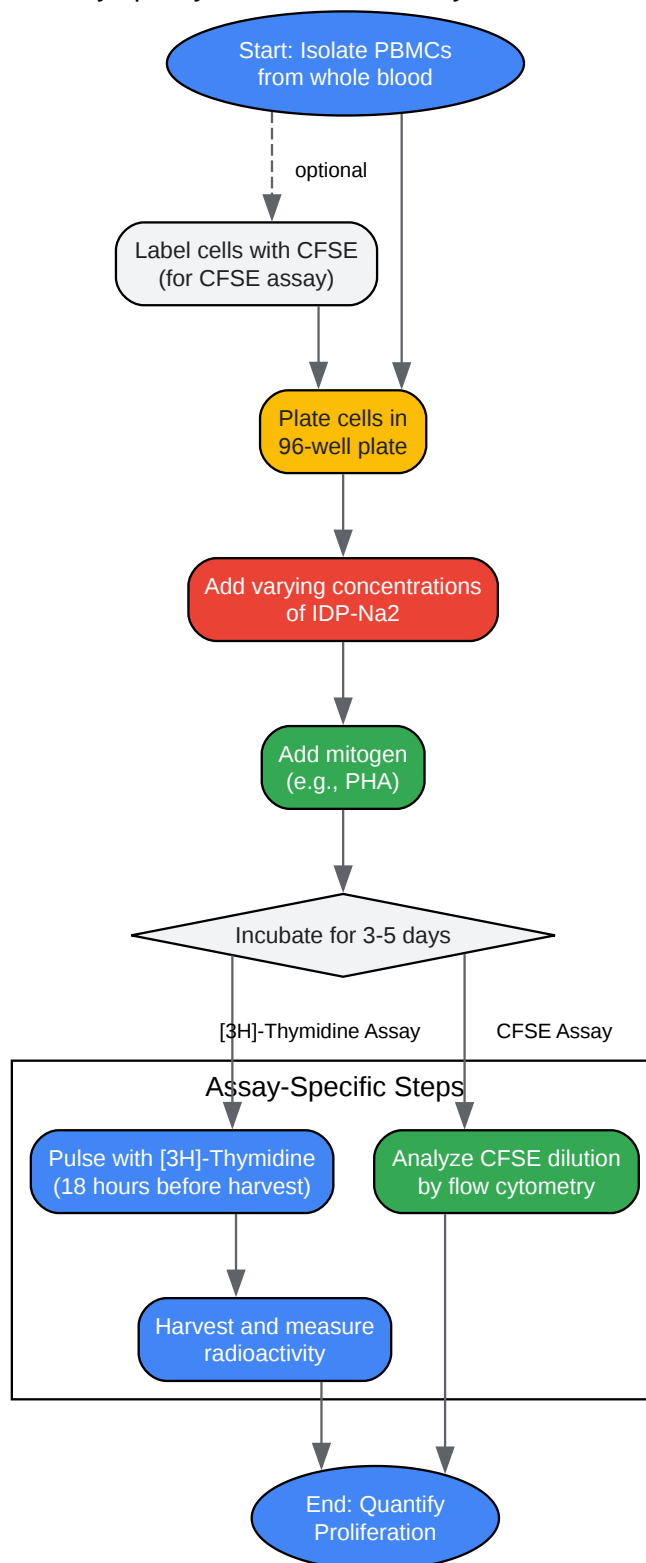 Start: Isolate PBMCs
from whole blood
optional
Label cells with CFSE
(for CFSE assay)
Plate cells in
96-well plate
Add varying concentrations
of IDP-Na2
Add mitogen
(e.g., PHA)
Incubate for 3-5 days
[3H]-Thymidine Assay
CFSE Assay
Assay-Specific Steps
Pulse with [3H]-Thymidine
(18 hours before harvest)
Analyze CFSE dilution
by flow cytometry
Harvest and measure
radioactivity
End: Quantify
Proliferation